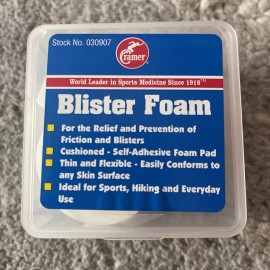 Stock No. 030907
Cramer
World Leader in Sports Medicine Since 1918™
Blister Foam
For the Relief and Prevention of
Friction and Blisters
Cushioned - Self-Adhesive Foam Pad
Thin and Flexible - Easily Conforms to
any Skin Surface
Ideal for Sports, Hiking and Everyday
Use